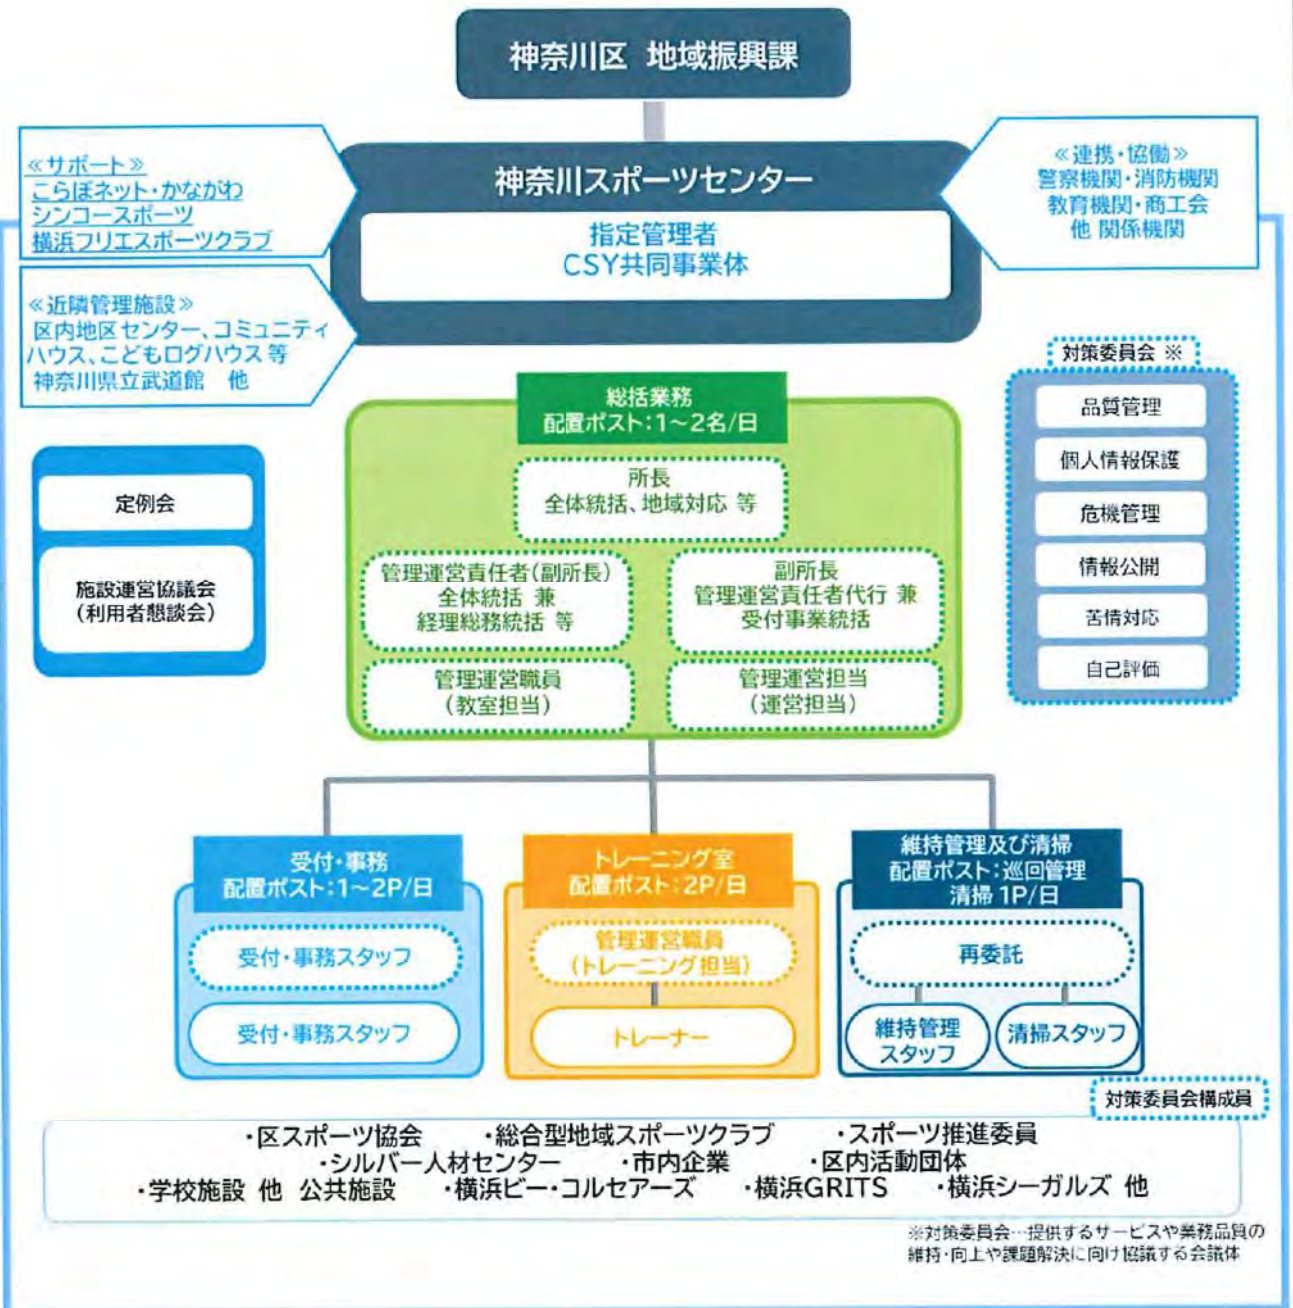 神奈川区 地域振興課
≪サポート≫
こらぼネット・かながわ
シンコースポーツ
横浜フリエスポーツクラブ
神奈川スポーツセンター
指定管理者
CSY共同事業体
≪連携・協働≫
警察機関・消防機関
教育機関・商工会
他 関係機関
≪近隣管理施設≫
区内地区センター、コミュニティ
ハウス、こどもログハウス 等
神奈川県立武道館 他
定例会
施設運営協議会
(利用者懇談会)
総括業務
配置ポスト:1～2名/日
所長
全体統括、地域対応 等
管理運営責任者(副所長)
全体統括 兼
経理総務統括 等
副所長
管理運営責任者代行 兼
受付事業統括
管理運営職員
(教室担当)
管理運営担当
(運営担当)
対策委員会 ※
品質管理
個人情報保護
危機管理
情報公開
苦情対応
自己評価
受付・事務
配置ポスト:1～2P/日
受付・事務スタッフ
受付・事務スタッフ
トレーニング室
配置ポスト:2P/日
管理運営職員
(トレーニング担当)
トレーナー
維持管理及び清掃
配置ポスト:巡回管理
清掃 1P/日
再委託
維持管理
スタッフ
清掃スタッフ
対策委員会構成員
・区スポーツ協会 ・総合型地域スポーツクラブ ・スポーツ推進委員
・シルバー人材センター ・市内企業 ・区内活動団体
・学校施設 他 公共施設 ・横浜ビー・コルセアーズ ・横浜GRITS ・横浜シーガルズ 他
※対策委員会…提供するサービスや業務品質の
維持・向上や課題解決に向け協議する会議体